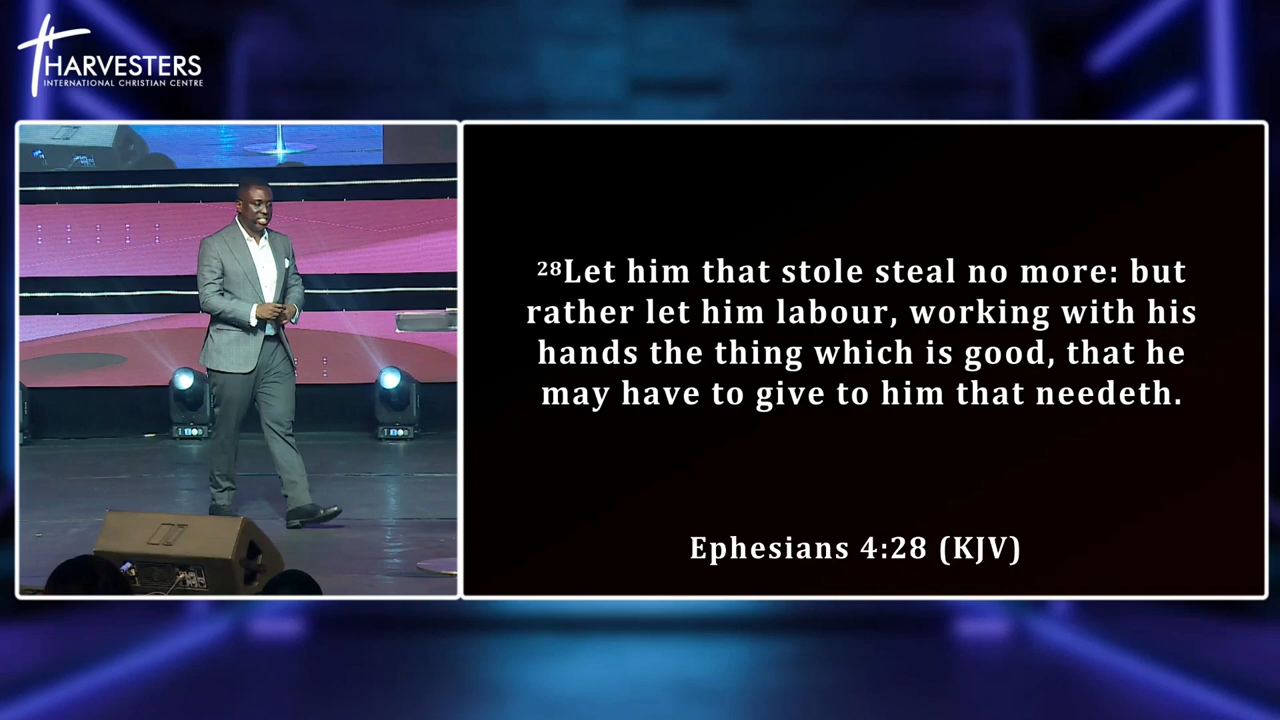 HARVESTERS
INTERNATIONAL CHRISTIAN CENTRE
²⁸Let him that stole steal no more: but
rather let him labour, working with his
hands the thing which is good, that he
may have to give to him that needeth.
Ephesians 4:28 (KJV)